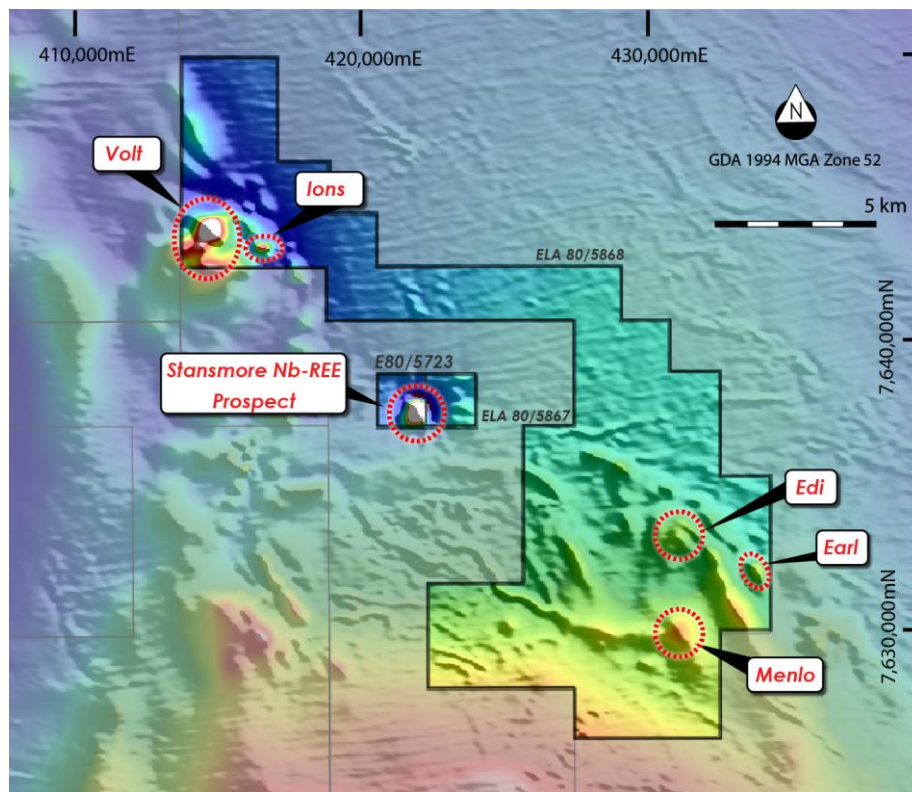 410,000mE
420,000mE
430,000mE
N
GDA 1994 MGA Zone 52
5 km
Volt
Ions
ELA 80/5868
7,640,000mN
E80/5723
Stansmore Nb-REE
Prospect
ELA 80/5867
Edi
Earl
7,630,000mN
Menlo